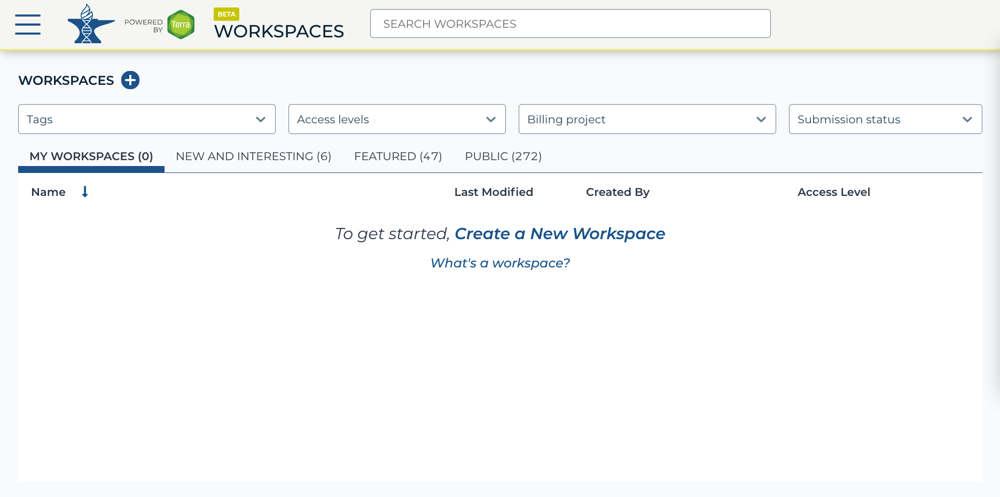 POWERED
BY
Terra
BETA
WORKSPACES
SEARCH WORKSPACES
WORKSPACES
Tags
Access levels
Billing project
Submission status
MY WORKSPACES (0)
NEW AND INTERESTING (6)
FEATURED (47)
PUBLIC (272)
Name
Last Modified
Created By
Access Level
To get started, Create a New Workspace
What's a workspace?